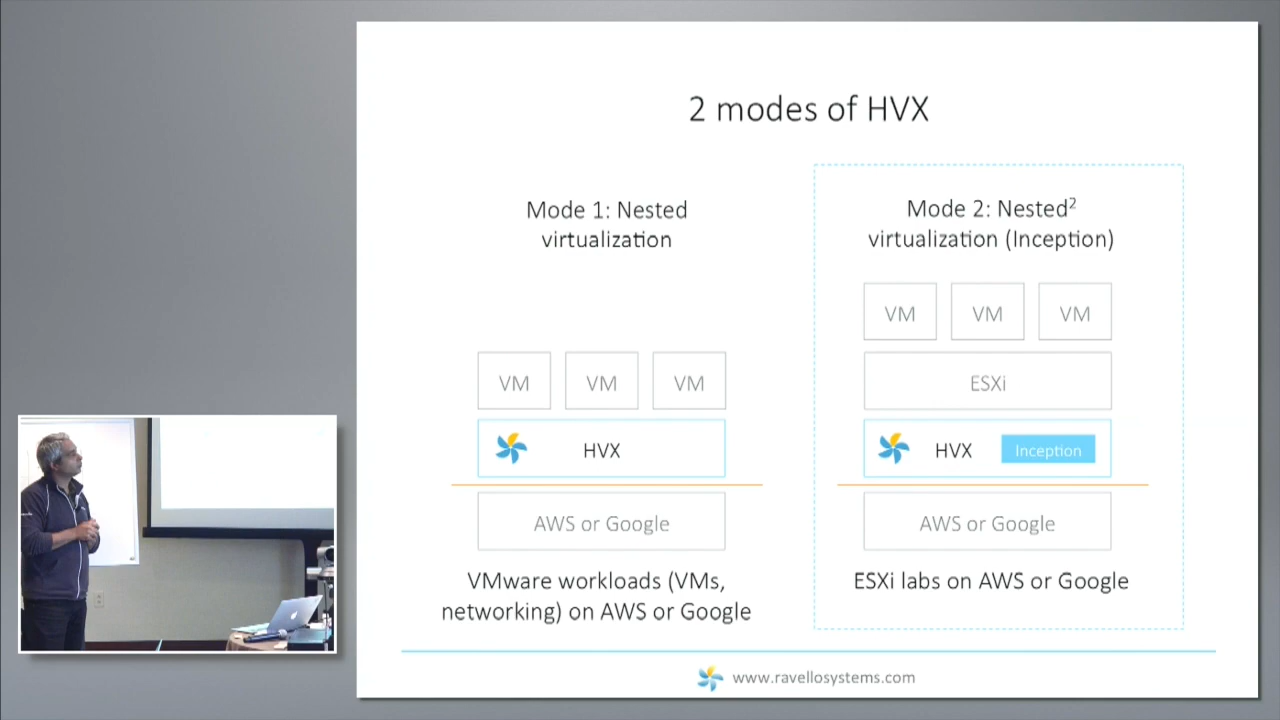 2 modes of HVX
Mode 1: Nested
virtualization
VM VM VM
HVX
AWS or Google
VMware workloads (VMs,
networking) on AWS or Google
Mode 2: Nested²
virtualization (Inception)
VM VM VM
ESXi
HVX Inception
AWS or Google
ESXi labs on AWS or Google
www.ravellosystems.com